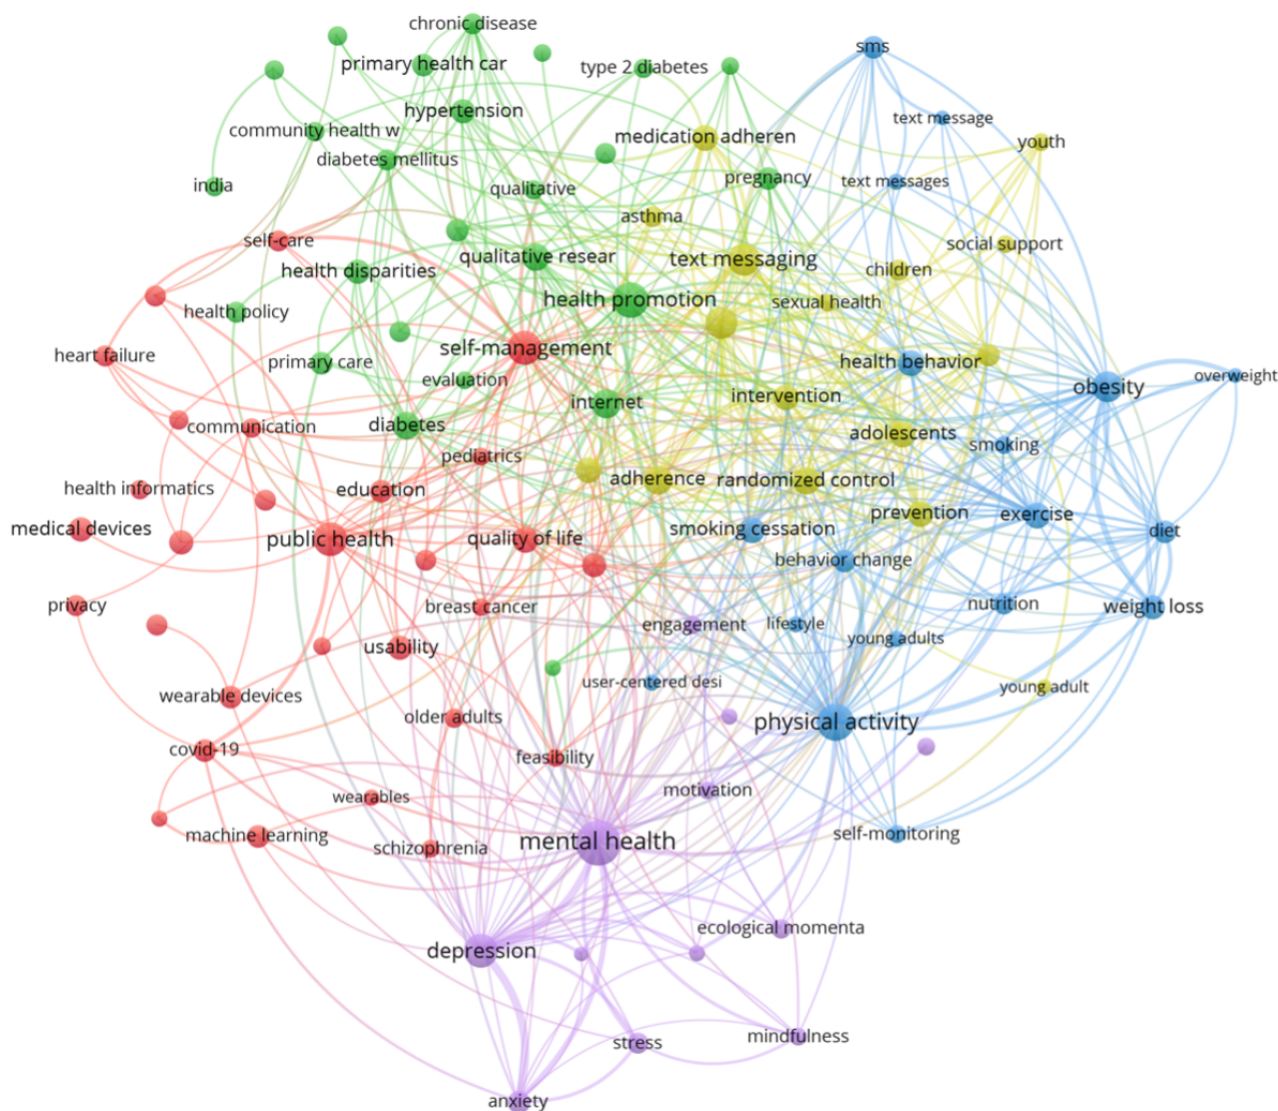 chronic disease
sms
primary health car
type 2 diabetes
hypertension
text message
community health w
medication adheren
youth
diabetes mellitus
pregnancy
text messages
india
qualitative
asthma
self-care
social support
qualitative resear
text messaging
health disparities
children
health promotion
sexual health
health policy
self-management
heart failure
primary care
health behavior
evaluation
overweight
obesity
intervention
internet
communication
diabetes
adolescents
smoking
pediatrics
health informatics
education
adherence
randomized control
prevention
exercise
medical devices
smoking cessation
diet
public health
quality of life
behavior change
privacy
breast cancer
nutrition
weight loss
engagement
lifestyle
young adults
usability
user-centered desi
young adult
wearable devices
older adults
physical activity
covid-19
feasibility
motivation
wearables
machine learning
schizophrenia
mental health
self-monitoring
ecological momenta
depression
stress
mindfulness
anxiety